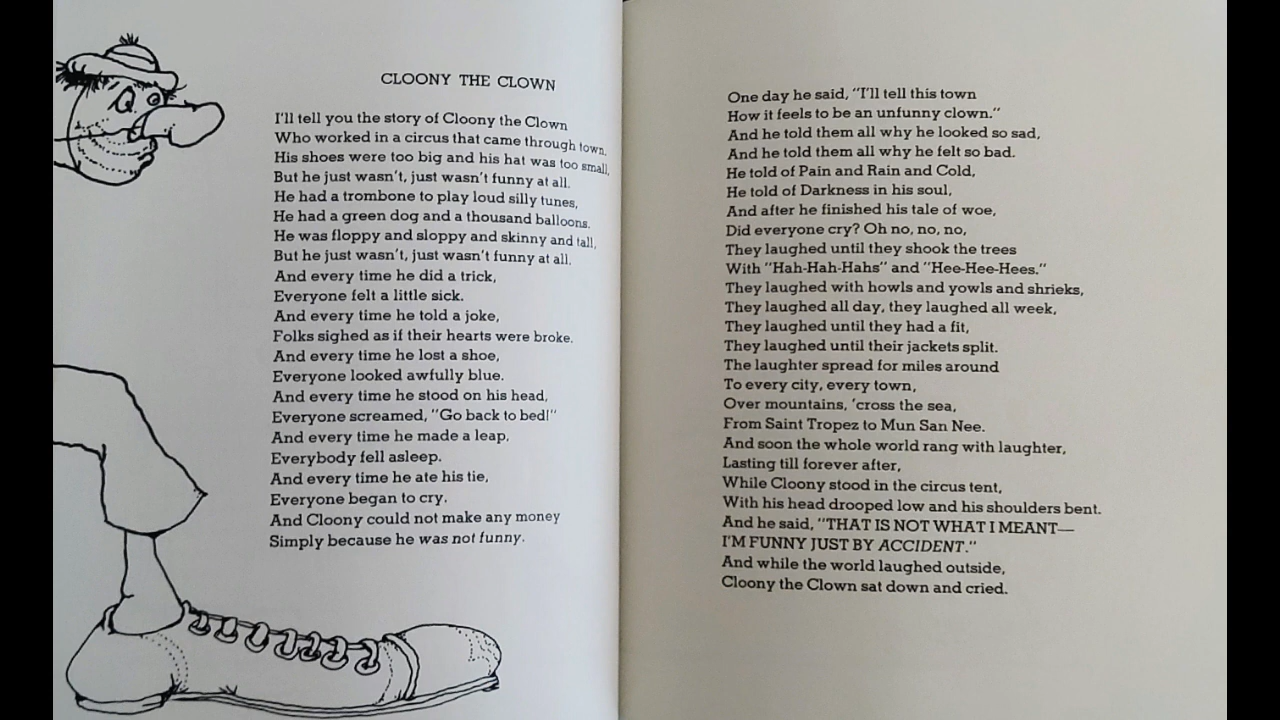 CLOONY THE CLOWN
I'll tell you the story of Cloony the Clown
Who worked in a circus that came through town.
His shoes were too big and his hat was too small,
But he just wasn't, just wasn't funny at all.
He had a trombone to play loud silly tunes,
He had a green dog and a thousand balloons.
He was floppy and sloppy and skinny and tall,
But he just wasn't, just wasn't funny at all.
And every time he did a trick,
Everyone felt a little sick.
And every time he told a joke,
Folks sighed as if their hearts were broke.
And every time he lost a shoe,
Everyone looked awfully blue.
And every time he stood on his head,
Everyone screamed, "Go back to bed!"
And every time he made a leap,
Everybody fell asleep.
And every time he ate his tie,
Everyone began to cry.
And Cloony could not make any money
Simply because he was not funny.
One day he said, "I'll tell this town
How it feels to be an unfunny clown."
And he told them all why he looked so sad,
And he told them all why he felt so bad.
He told of Pain and Rain and Cold,
He told of Darkness in his soul,
And after he finished his tale of woe,
Did everyone cry? Oh no, no, no,
They laughed until they shook the trees
With "Hah-Hah-Hahs" and "Hee-Hee-Hees."
They laughed with howls and yowls and shrieks,
They laughed all day, they laughed all week,
They laughed until they had a fit,
They laughed until their jackets split.
The laughter spread for miles around
To every city, every town,
Over mountains, 'cross the sea,
From Saint Tropez to Mun San Nee.
And soon the whole world rang with laughter,
Lasting till forever after,
While Cloony stood in the circus tent,
With his head drooped low and his shoulders bent.
And he said, "THAT IS NOT WHAT I MEANT—
I'M FUNNY JUST BY ACCIDENT."
And while the world laughed outside,
Cloony the Clown sat down and cried.